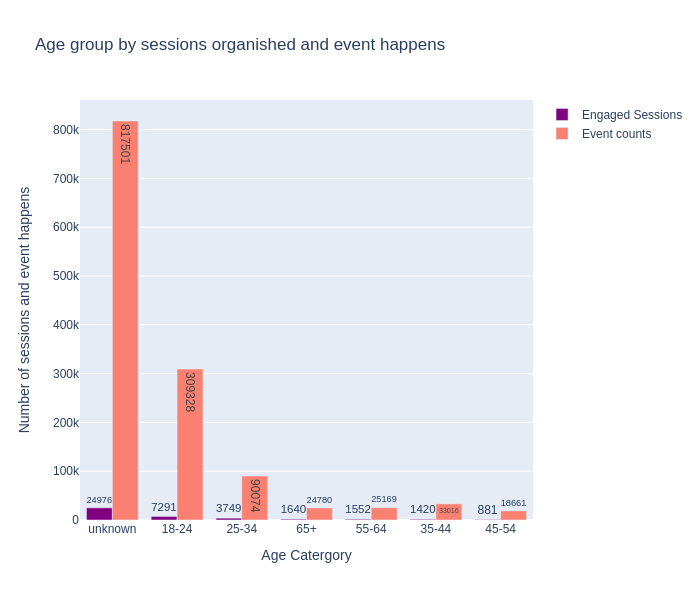 Age group by sessions organished and event happens
Engaged Sessions
Event counts
Number of sessions and event happens
800k
700k
600k
500k
400k
300k
200k
100k
0
24976
817501
7291
309328
3749
90074
1640
24780
1552
25169
1420
33016
881
18661
unknown
18-24
25-34
65+
55-64
35-44
45-54
Age Catergory